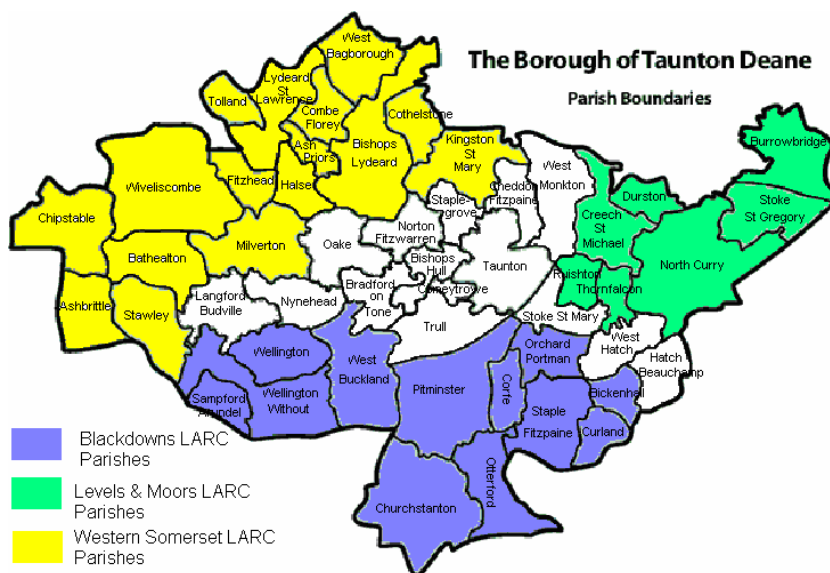 The Borough of Taunton Deane
Parish Boundaries
West
Bagborough
Lydeard
St
Lawrence
Tolland
Combe
Florey
Cothelstone
Ash
Priors
Bishops
Lydeard
Kingston
St
Mary
Burrowbridge
West
Monkton
Wiveliscombe
Fitzhead
Halse
Cheddon
Fitzpaine
Durston
Stoke
St Gregory
Staple-
grove
Creech
St
Michael
Chipstable
Milverton
Oake
Norton
Fitzwarren
Bathealton
Bishops
Hull
Taunton
North Curry
Ruishton
Thornfalcon
Ashbrittle
Stawley
Langford
Budville
Nynehead
Bradford
on
Tone
Comeytrowe
Trull
Stoke St Mary
West
Hatch
Hatch
Beauchamp
Wellington
West
Buckland
Orchard
Portman
Sampford
Arundel
Wellington
Without
Pitminster
Corfe
Staple
Fitzpaine
Bickenhall
Curland
Otterford
Churchstanton
Blackdowns LARC
Parishes
Levels & Moors LARC
Parishes
Western Somerset LARC
Parishes